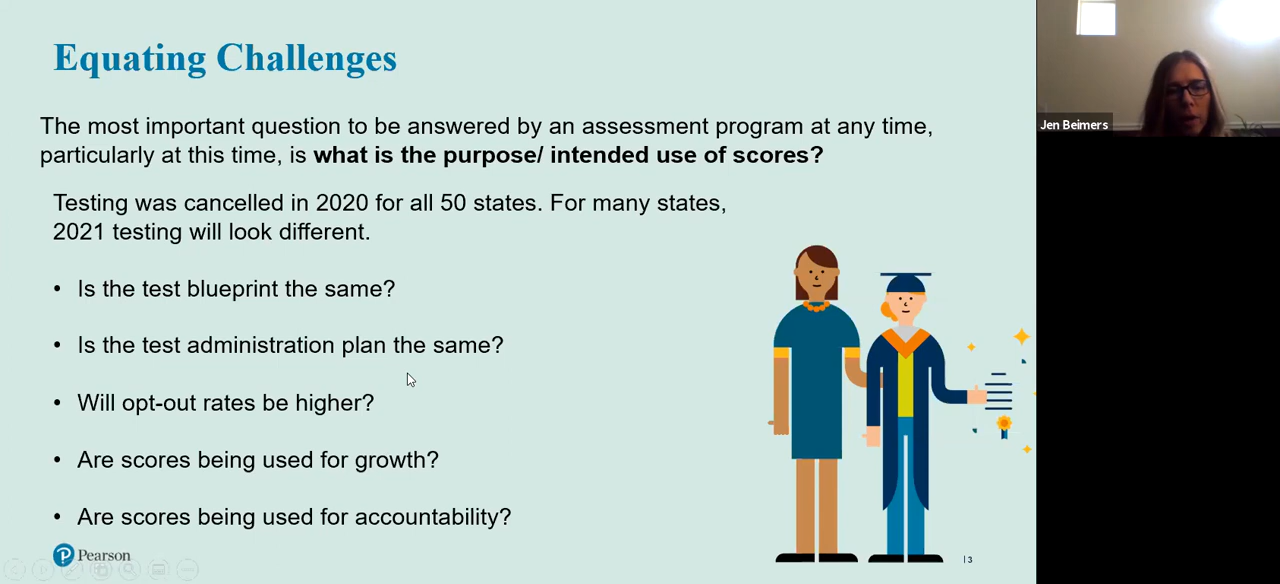 Equating Challenges
The most important question to be answered by an assessment program at any time,
particularly at this time, is what is the purpose/ intended use of scores?
Testing was cancelled in 2020 for all 50 states. For many states,
2021 testing will look different.
• Is the test blueprint the same?
• Is the test administration plan the same?
• Will opt-out rates be higher?
• Are scores being used for growth?
• Are scores being used for accountability?
Pearson
| 3
Jen Beimers